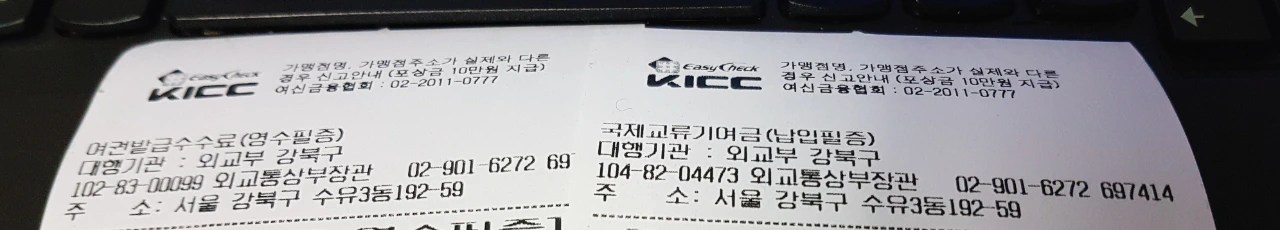 EasyCheck
KICC
가맹점명, 가맹점주소가 실제와 다른
경우 신고안내 (포상금 10만원 지급)
여신금융협회 : 02-2011-0777
여권발급수수료(영수필증)
대행기관 : 외교부 강북구
102-83-00099 외교통상부장관 02-901-6272 69
주 소: 서울 강북구 수유3동192-59
영수필증]
EasyCheck
KICC
가맹점명, 가맹점주소가 실제와 다른
경우 신고안내 (포상금 10만원 지급)
여신금융협회 : 02-2011-0777
국제교류기여금(납입필증)
대행기관 : 외교부 강북구
104-82-04473 외교통상부장관 02-901-6272 697414
주 소: 서울 강북구 수유3동192-59